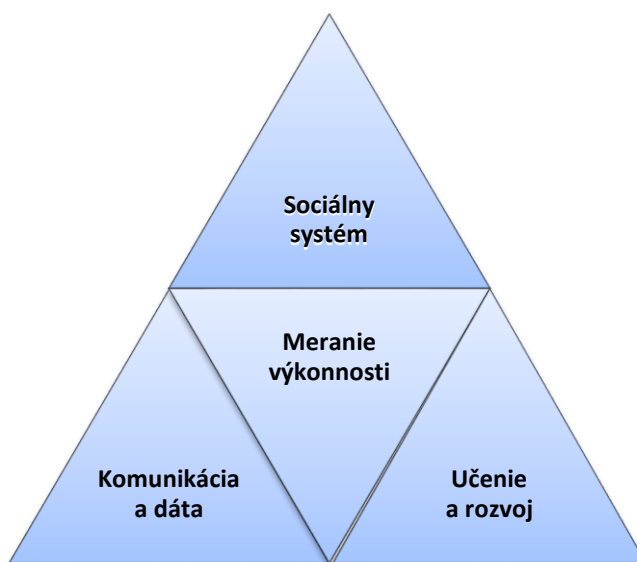 Sociálny
systém
Meranie
výkonnosti
Komunikácia
a dáta
Učenie
a rozvoj